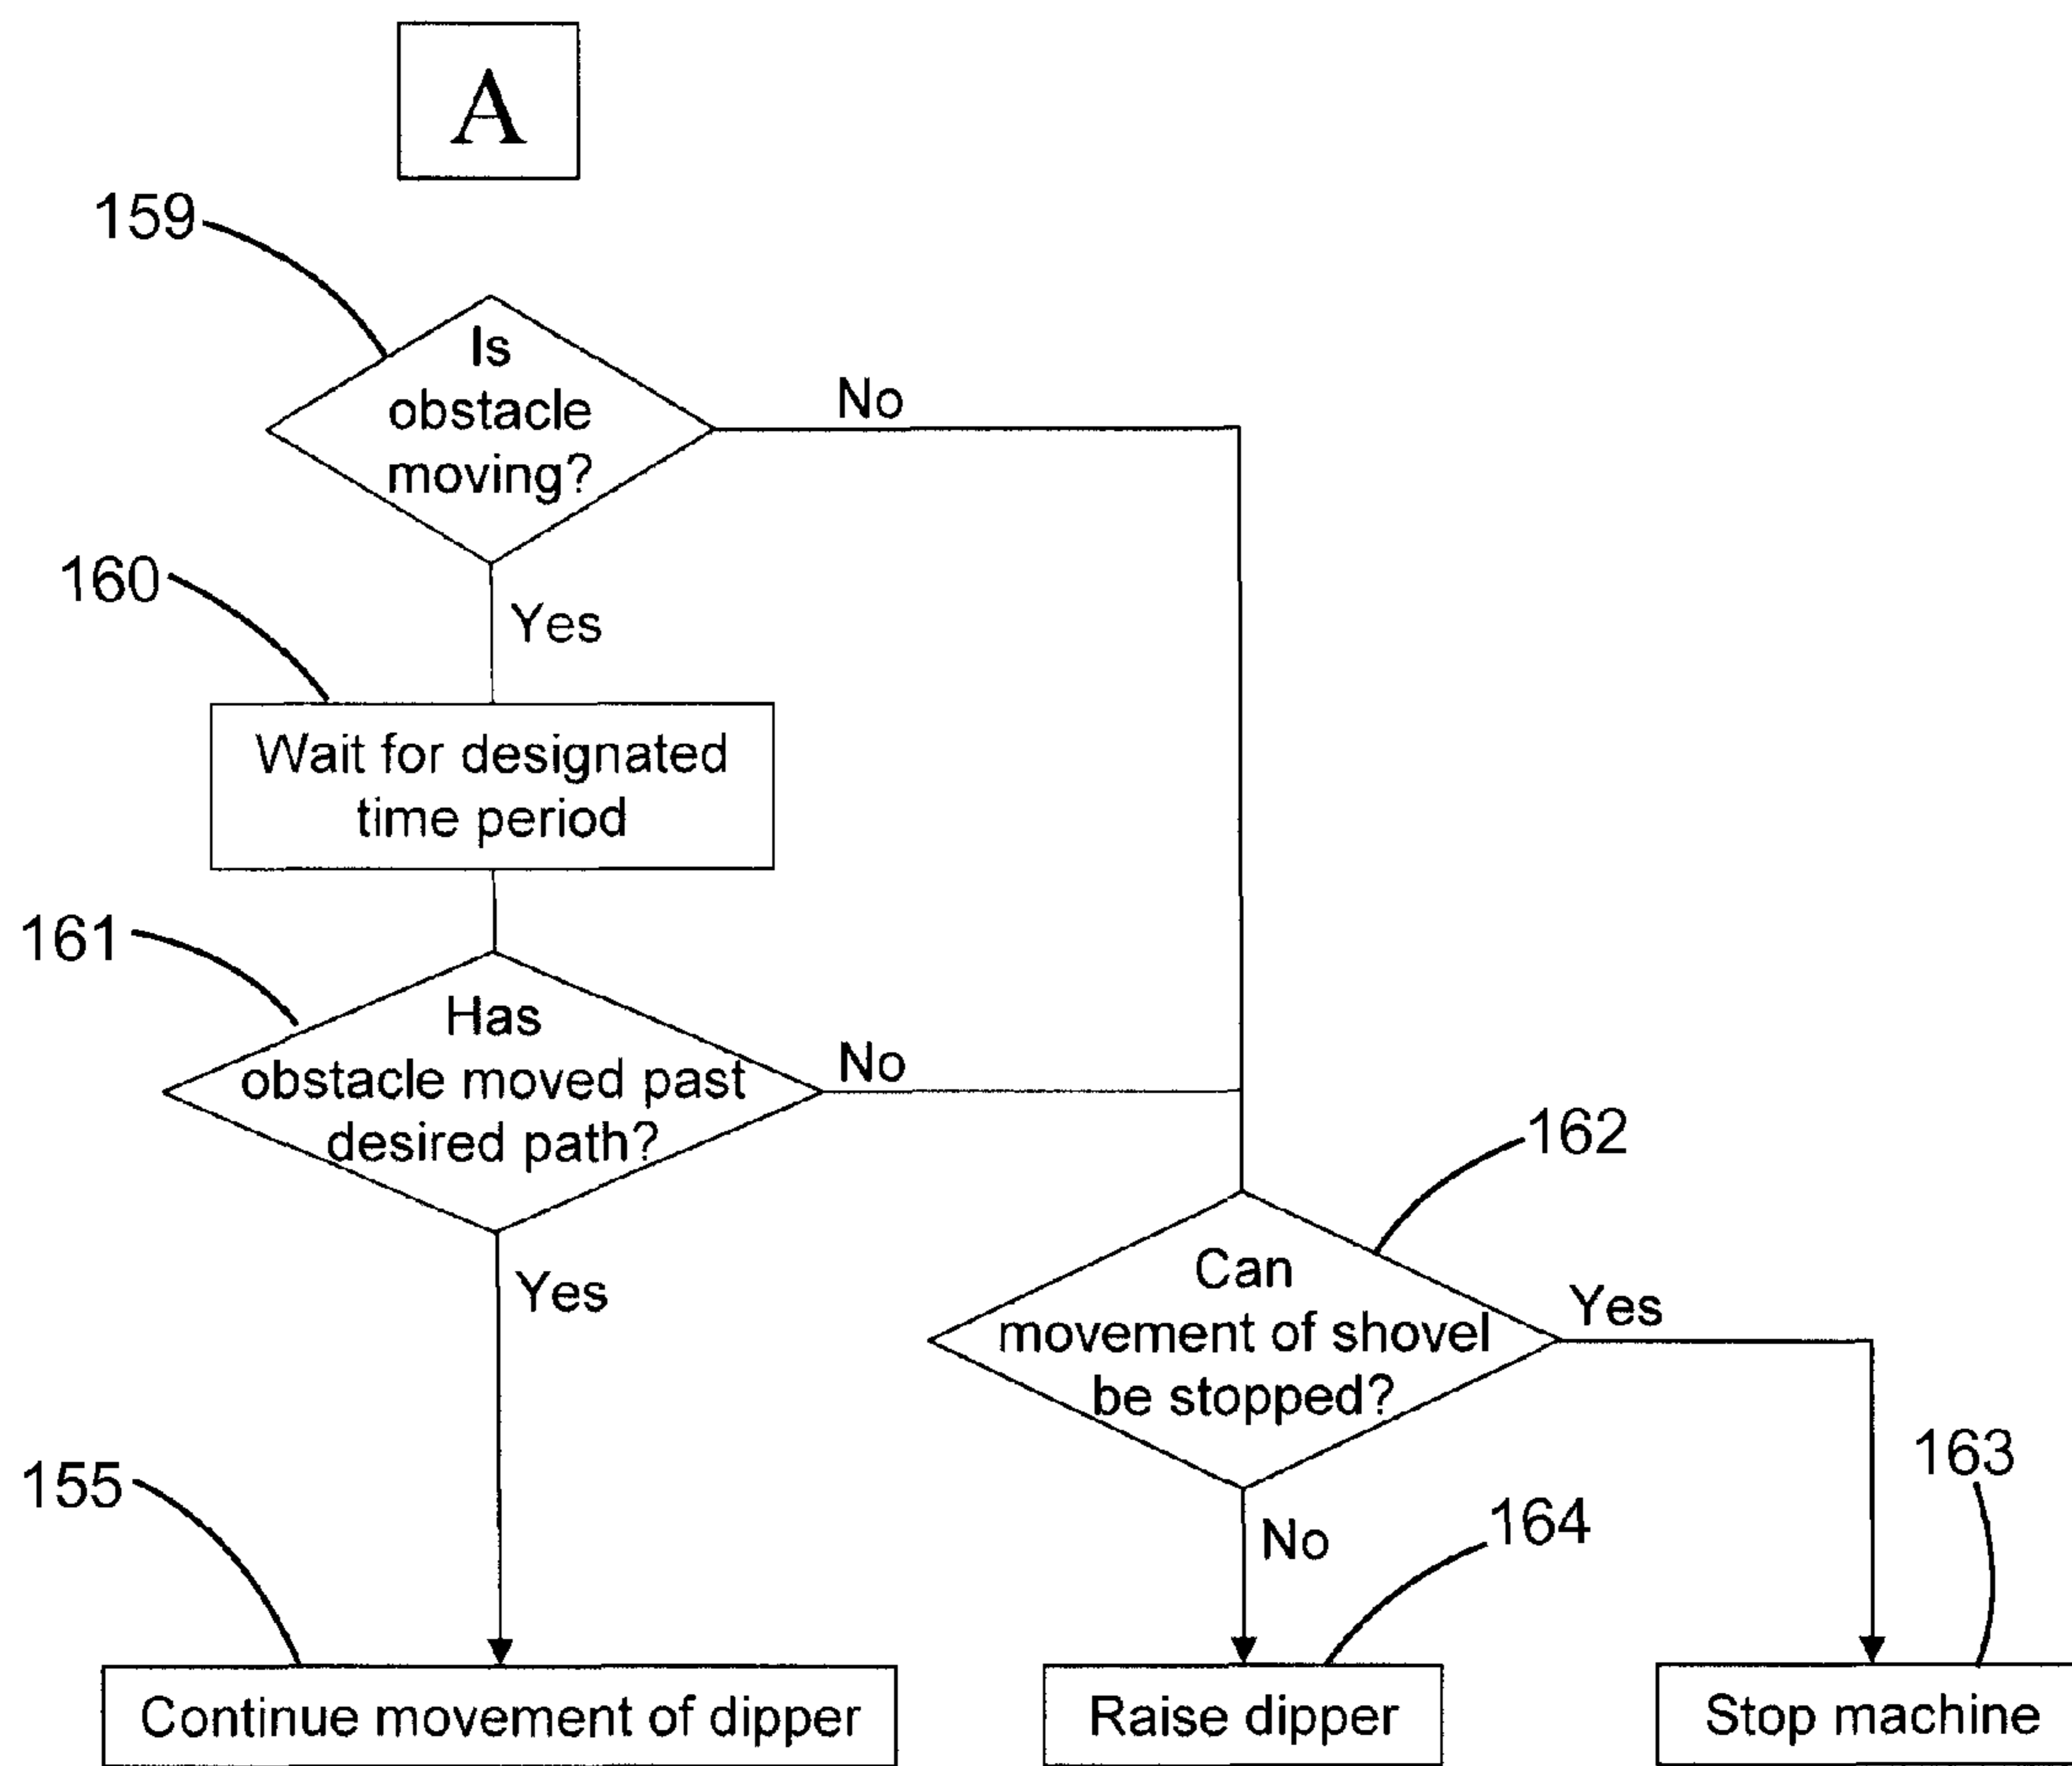 A
159
Is
obstacle
moving?
No
160
Yes
Wait for designated
time period
161
Has
obstacle moved past
desired path?
No
162
Yes
Can
movement of shovel
be stopped?
Yes
155
163
164
No
Continue movement of dipper
Raise dipper
Stop machine